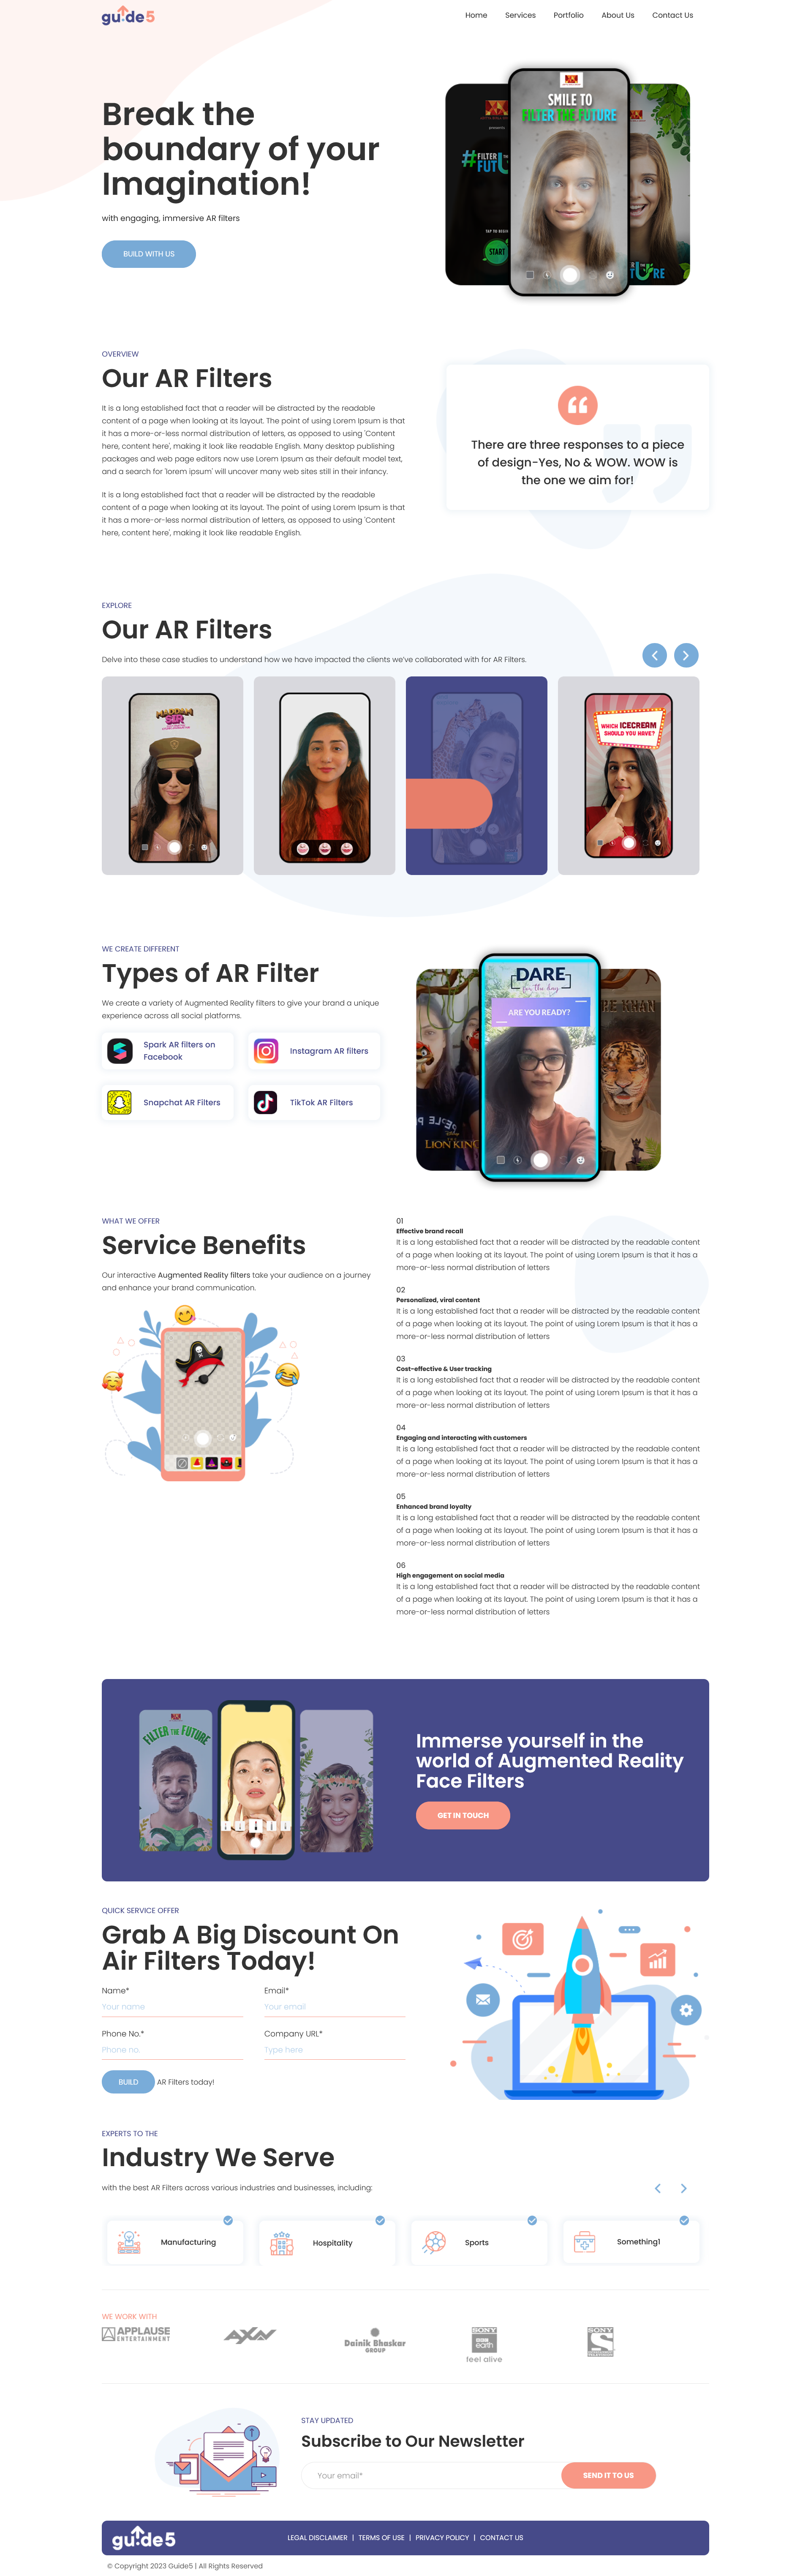 guide5
Home Services Portfolio About Us Contact Us
Break the
boundary of your
Imagination!
with engaging, immersive AR filters
BUILD WITH US
SMILE TO
FILTER THE FUTURE
#FILTER
START
OVERVIEW
Our AR Filters
It is a long established fact that a reader will be distracted by the readable
content of a page when looking at its layout. The point of using Lorem Ipsum is that
it has a more-or-less normal distribution of letters, as opposed to using 'Content
here, content here', making it look like readable English. Many desktop publishing
packages and web page editors now use Lorem Ipsum as their default model text,
and a search for 'lorem ipsum' will uncover many web sites still in their infancy.
It is a long established fact that a reader will be distracted by the readable
content of a page when looking at its layout. The point of using Lorem Ipsum is that
it has a more-or-less normal distribution of letters, as opposed to using 'Content
here, content here', making it look like readable English.
There are three responses to a piece
of design-Yes, No & WOW. WOW is
the one we aim for!
EXPLORE
Our AR Filters
Delve into these case studies to understand how we have impacted the clients we've collaborated with for AR Filters.
MADDAM
SIR
WHICH ICECREAM
SHOULD YOU HAVE?
WE CREATE DIFFERENT
Types of AR Filter
We create a variety of Augmented Reality filters to give your brand a unique
experience across all social platforms.
Spark AR filters on
Facebook
Instagram AR filters
Snapchat AR Filters
TikTok AR Filters
DARE
for the hog
ARE YOU READY?
LION KING
KHAN
WHAT WE OFFER
Service Benefits
Our interactive Augmented Reality filters take your audience on a journey
and enhance your brand communication.
01
Effective brand recall
It is a long established fact that a reader will be distracted by the readable content
of a page when looking at its layout. The point of using Lorem Ipsum is that it has a
more-or-less normal distribution of letters
02
Personalized, viral content
It is a long established fact that a reader will be distracted by the readable content
of a page when looking at its layout. The point of using Lorem Ipsum is that it has a
more-or-less normal distribution of letters
03
Cost-effective & User tracking
It is a long established fact that a reader will be distracted by the readable content
of a page when looking at its layout. The point of using Lorem Ipsum is that it has a
more-or-less normal distribution of letters
04
Engaging and interacting with customers
It is a long established fact that a reader will be distracted by the readable content
of a page when looking at its layout. The point of using Lorem Ipsum is that it has a
more-or-less normal distribution of letters
05
Enhanced brand loyalty
It is a long established fact that a reader will be distracted by the readable content
of a page when looking at its layout. The point of using Lorem Ipsum is that it has a
more-or-less normal distribution of letters
06
High engagement on social media
It is a long established fact that a reader will be distracted by the readable content
of a page when looking at its layout. The point of using Lorem Ipsum is that it has a
more-or-less normal distribution of letters
FILTER THE FUTURE
Immerse yourself in the
world of Augmented Reality
Face Filters
GET IN TOUCH
QUICK SERVICE OFFER
Grab A Big Discount On
Air Filters Today!
Name* Email*
Your name Your email
Phone No.* Company URL*
Phone no. Type here
BUILD AR Filters today!
EXPERTS TO THE
Industry We Serve
with the best AR Filters across various industries and businesses, including:
Manufacturing Hospitality Sports Something1
WE WORK WITH
APPLAUSE
ENTERTAINMENT
AXN
Dainik Bhaskar
GROUP
SONY
BBC
earth
feel alive
SONY
S
STAY UPDATED
Subscribe to Our Newsletter
Your email* SEND IT TO US
guide5
LEGAL DISCLAIMER | TERMS OF USE | PRIVACY POLICY | CONTACT US
© Copyright 2023 Guide5 | All Rights Reserved